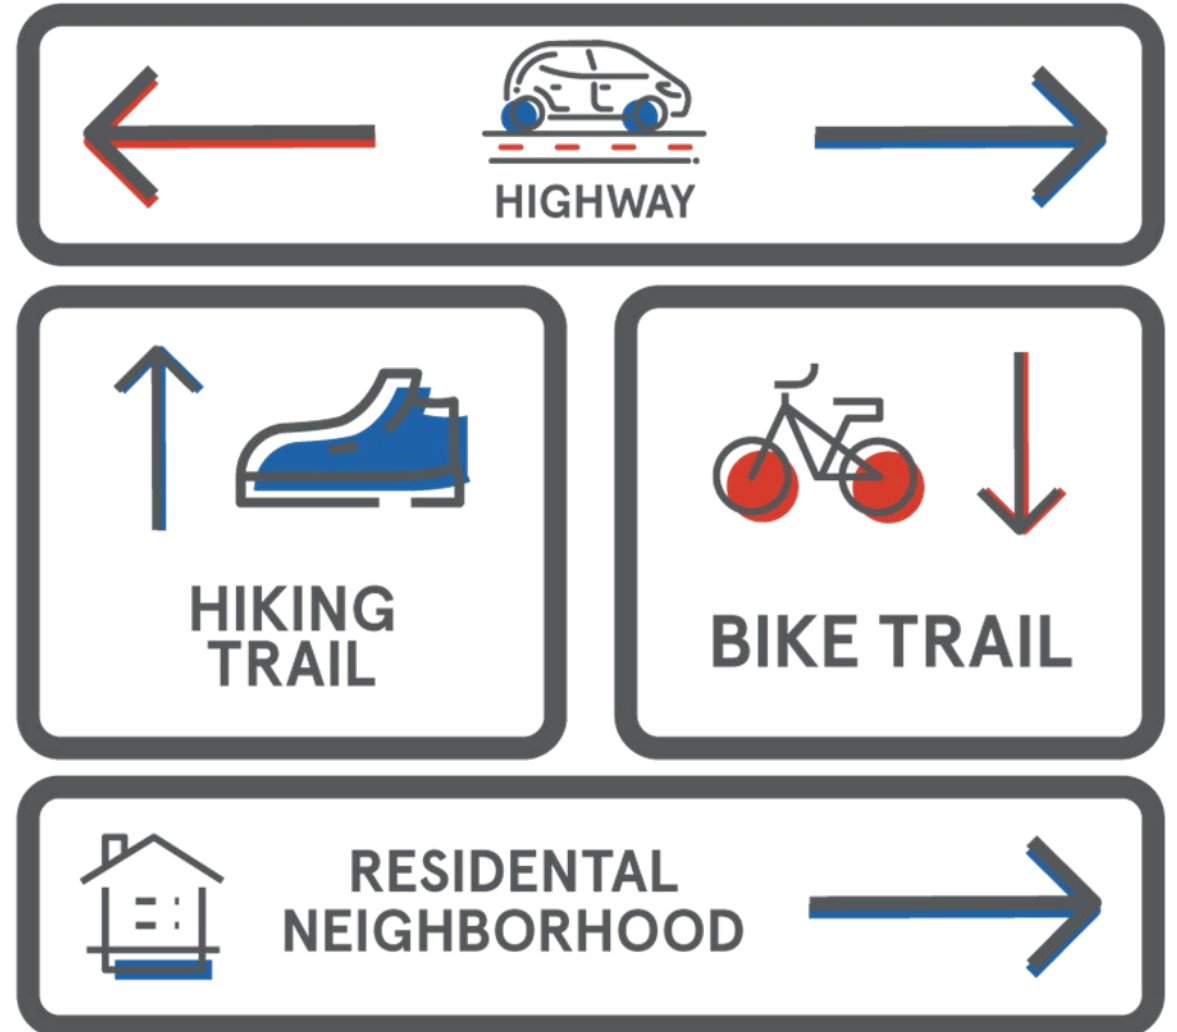 HIGHWAY
HIKING
TRAIL
BIKE TRAIL
RESIDENTAL
NEIGHBORHOOD